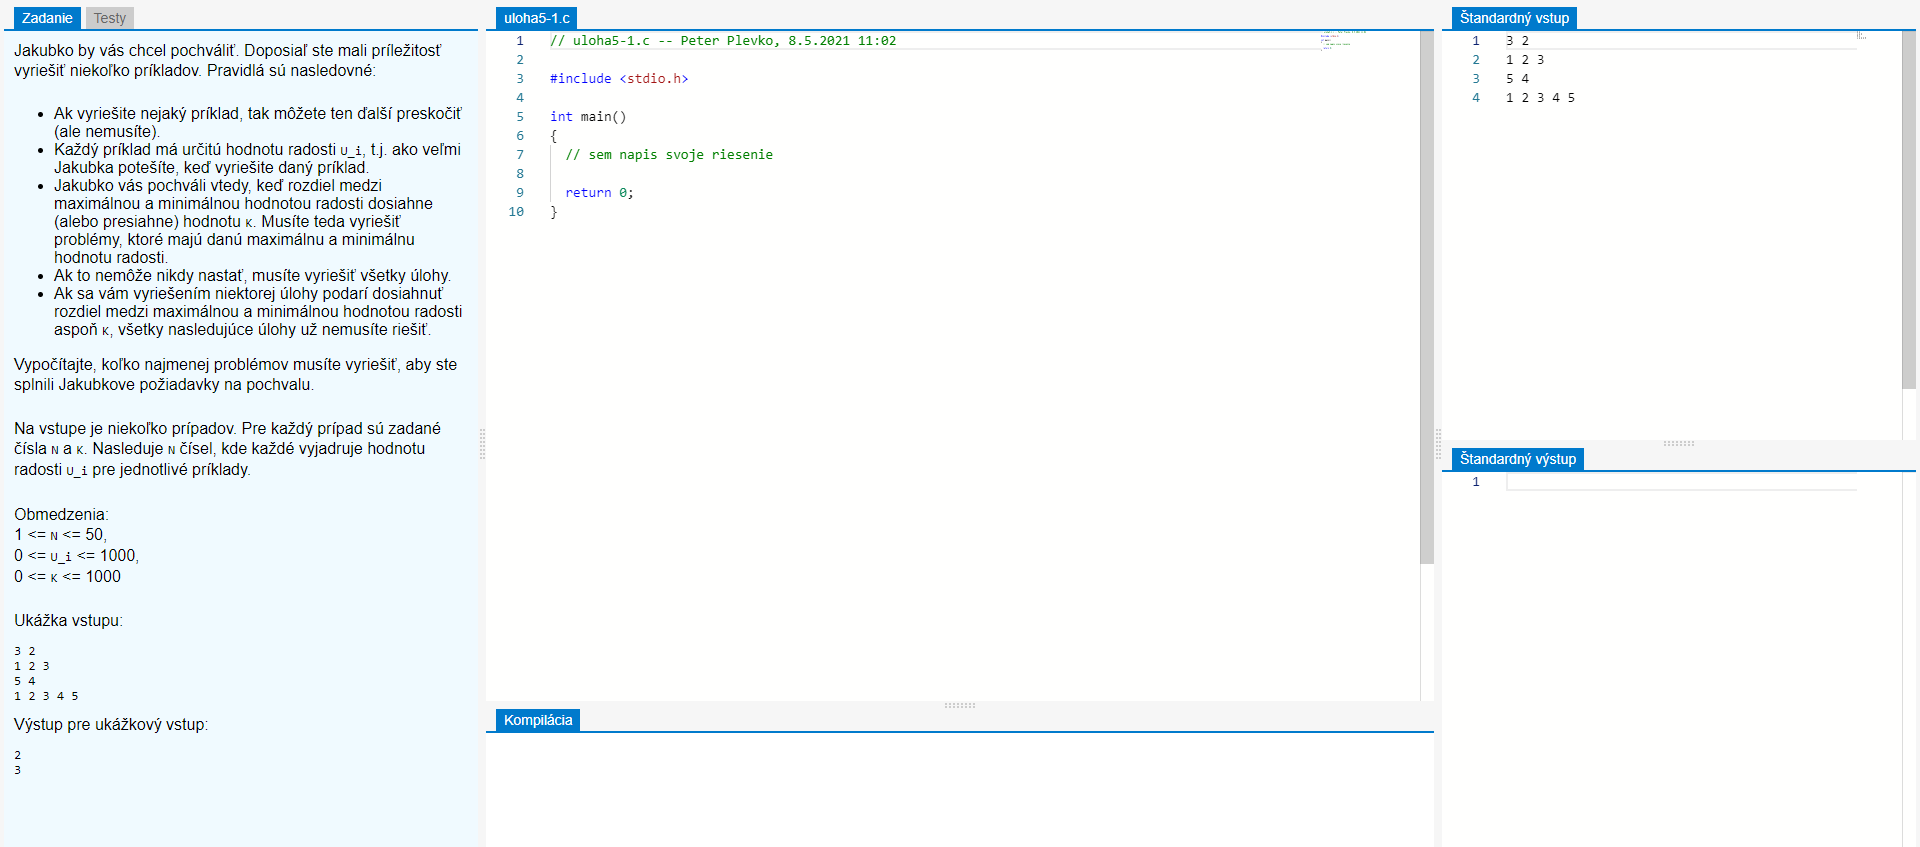 Zadanie
Testy
Jakubko by vás chcel pochváliť. Doposiaľ ste mali príležitosť
vyriešiť niekoľko príkladov. Pravidlá sú nasledovné:
• Ak vyriešite nejaký príklad, tak môžete ten ďalší preskočiť
(ale nemusíte).
• Každý príklad má určitú hodnotu radosti U_i, t.j. ako veľmi
Jakubka potešíte, keď vyriešite daný príklad.
• Jakubko vás pochváli vtedy, keď rozdiel medzi
maximálnou a minimálnou hodnotou radosti dosiahne
(alebo presiahne) hodnotu K. Musíte teda vyriešiť
problémy, ktoré majú danú maximálnu a minimálnu
hodnotu radosti.
• Ak to nemôže nikdy nastať, musíte vyriešiť všetky úlohy.
• Ak sa vám vyriešením niektorej úlohy podarí dosiahnuť
rozdiel medzi maximálnou a minimálnou hodnotou radosti
aspoň K, všetky nasledujúce úlohy už nemusíte riešiť.
Vypočítajte, koľko najmenej problémov musíte vyriešiť, aby ste
splnili Jakubkove požiadavky na pochvalu.
Na vstupe je niekoľko prípadov. Pre každý prípad sú zadané
čísla N a K. Nasleduje N čísel, kde každé vyjadruje hodnotu
radosti U_i pre jednotlivé príklady.
Obmedzenia:
1 <= N <= 50,
0 <= U_i <= 1000,
0 <= K <= 1000
Ukážka vstupu:
3 2
1 2 3
5 4
1 2 3 4 5
Výstup pre ukážkový vstup:
2
3
uloha5-1.c
1 // uloha5-1.c -- Peter Plevko, 8.5.2021 11:02
2
3 #include <stdio.h>
4
5 int main()
6 {
7 // sem napis svoje riesenie
8
9 return 0;
10 }
Kompilácia
Štandardný vstup
1 3 2
2 1 2 3
3 5 4
4 1 2 3 4 5
Štandardný výstup
1